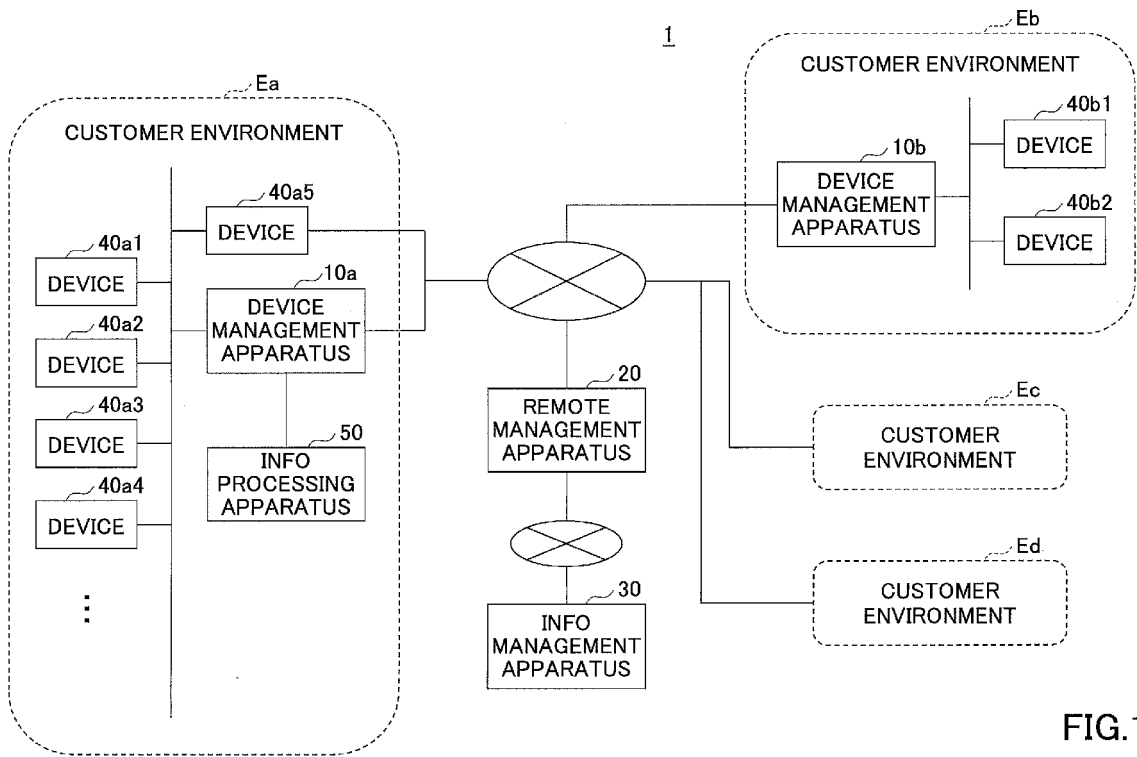 1
Ea
CUSTOMER ENVIRONMENT
40a5
DEVICE
40a1
DEVICE
10a
DEVICE
MANAGEMENT
APPARATUS
40a2
DEVICE
40a3
DEVICE
50
INFO
PROCESSING
APPARATUS
40a4
DEVICE
20
REMOTE
MANAGEMENT
APPARATUS
30
INFO
MANAGEMENT
APPARATUS
Eb
CUSTOMER ENVIRONMENT
10b
DEVICE
MANAGEMENT
APPARATUS
40b1
DEVICE
40b2
DEVICE
Ec
CUSTOMER
ENVIRONMENT
Ed
CUSTOMER
ENVIRONMENT
FIG.1